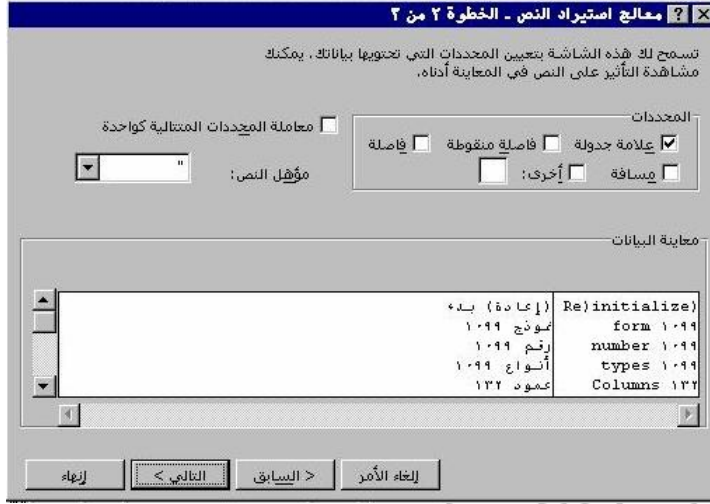 معالج استيراد النص - الخطوة ٢ من ٣
تسمح لك هذه الشاشة بتعيين المحددات التي تحتويها بياناتك. يمكنك
مشاهدة التأثير على النص في المعاينة أدناه.
المحددات
علامة جدولة فاصلة منقوطة فاصلة
مسافة أخرى:
معاملة المحددات المتتالية كواحدة
مؤهل النص: "
معاينة البيانات
Re)initialize) (إعادة) بدء
form ١٠٩٩ نموذج ١٠٩٩
number ١٠٩٩ رقم ١٠٩٩
types ١٠٩٩ أنواع ١٠٩٩
Columns ١٣٢ عمود ١٣٢
إلغاء الأمر < السابق التالي > إنهاء